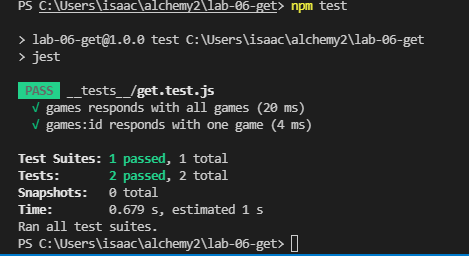 PS C:\Users\isaac\alchemy2\lab-06-get> npm test
> lab-06-get@1.0.0 test C:\Users\isaac\alchemy2\lab-06-get
> jest
PASS __tests__/get.test.js
√ games responds with all games (20 ms)
√ games:id responds with one game (4 ms)
Test Suites: 1 passed, 1 total
Tests: 2 passed, 2 total
Snapshots: 0 total
Time: 0.679 s, estimated 1 s
Ran all test suites.
PS C:\Users\isaac\alchemy2\lab-06-get>